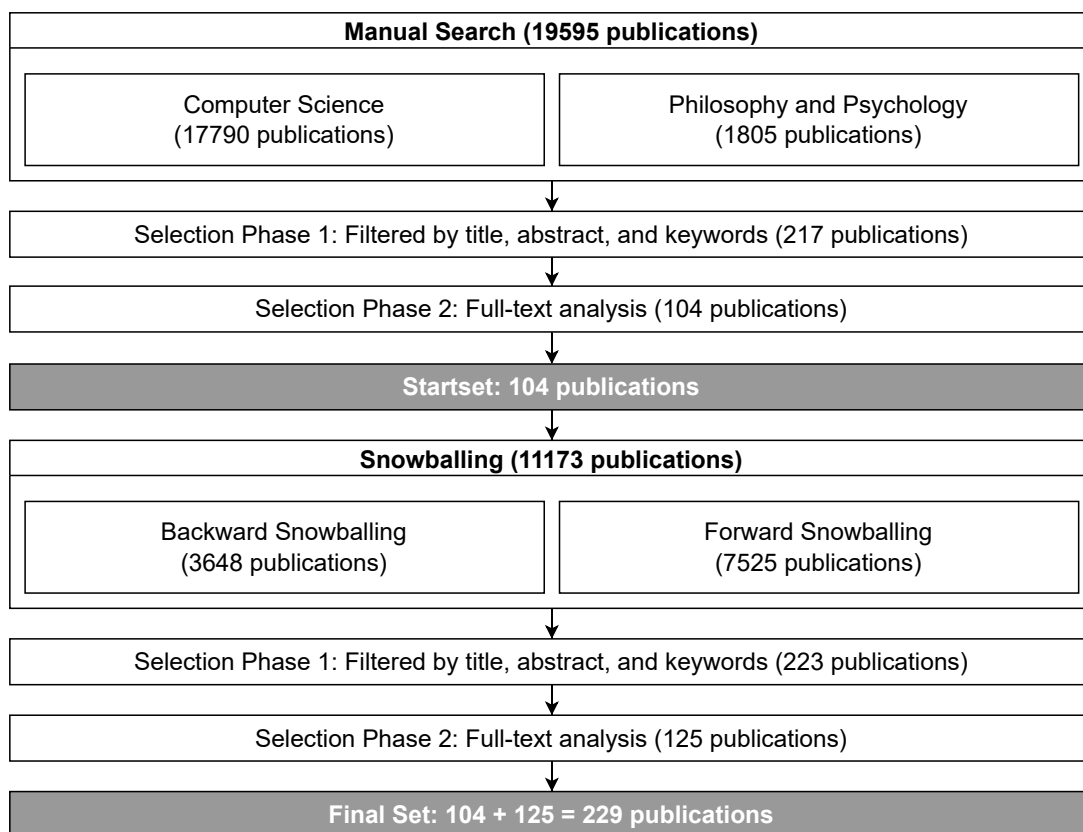 Manual Search (19595 publications)
Computer Science
(17790 publications)
Philosophy and Psychology
(1805 publications)
Selection Phase 1: Filtered by title, abstract, and keywords (217 publications)
Selection Phase 2: Full-text analysis (104 publications)
Startset: 104 publications
Snowballing (11173 publications)
Backward Snowballing
(3648 publications)
Forward Snowballing
(7525 publications)
Selection Phase 1: Filtered by title, abstract, and keywords (223 publications)
Selection Phase 2: Full-text analysis (125 publications)
Final Set: 104 + 125 = 229 publications